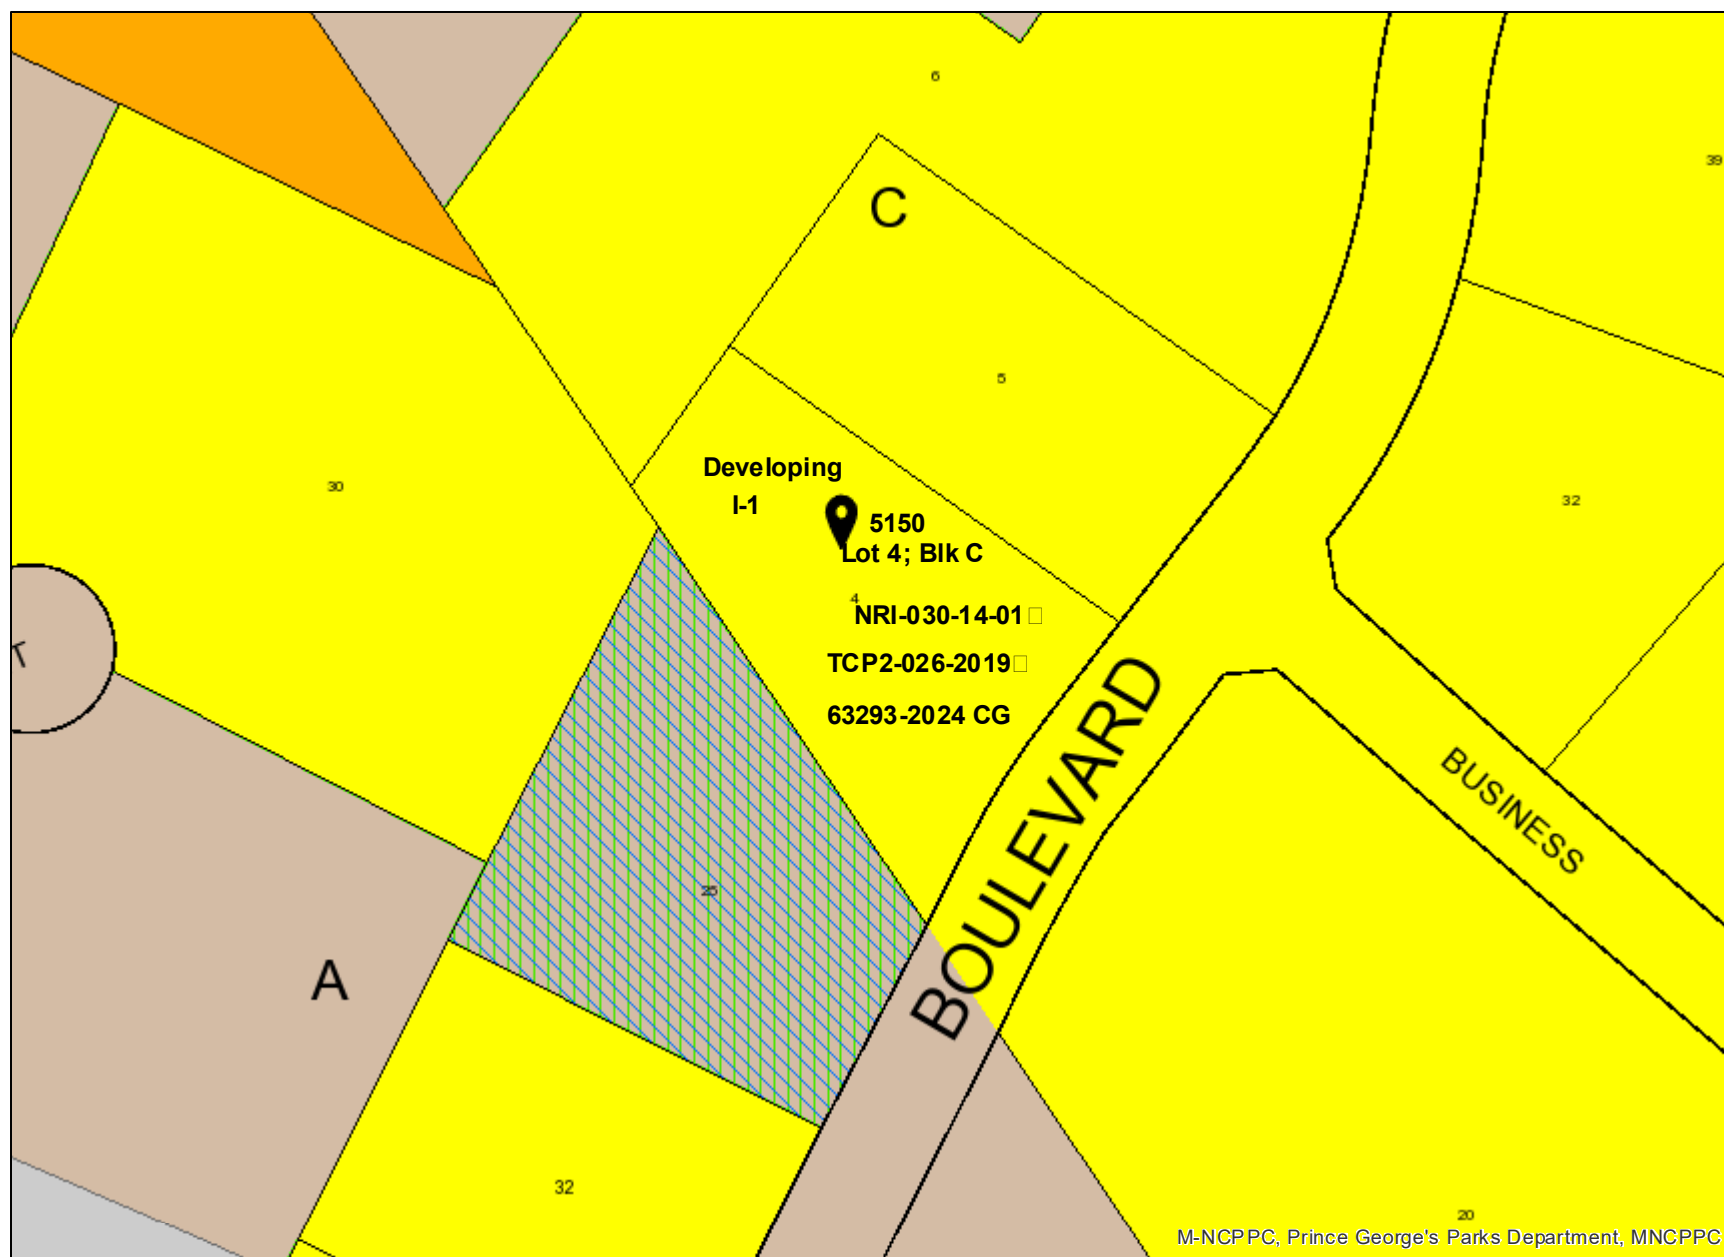 6
39
C
5
Developing
I-1
30
32
5150
Lot 4; Blk C
4
NRI-030-14-01
T
TCP2-026-2019
63293-2024 CG
BOULEVARD
BUSINESS
25
A
32
20
M-NCPPC, Prince George's Parks Department, MNCPPC